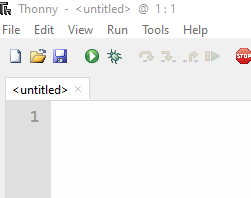 Thonny - <untitled> @ 1 : 1
File Edit View Run Tools Help
STOP
<untitled> ×
1